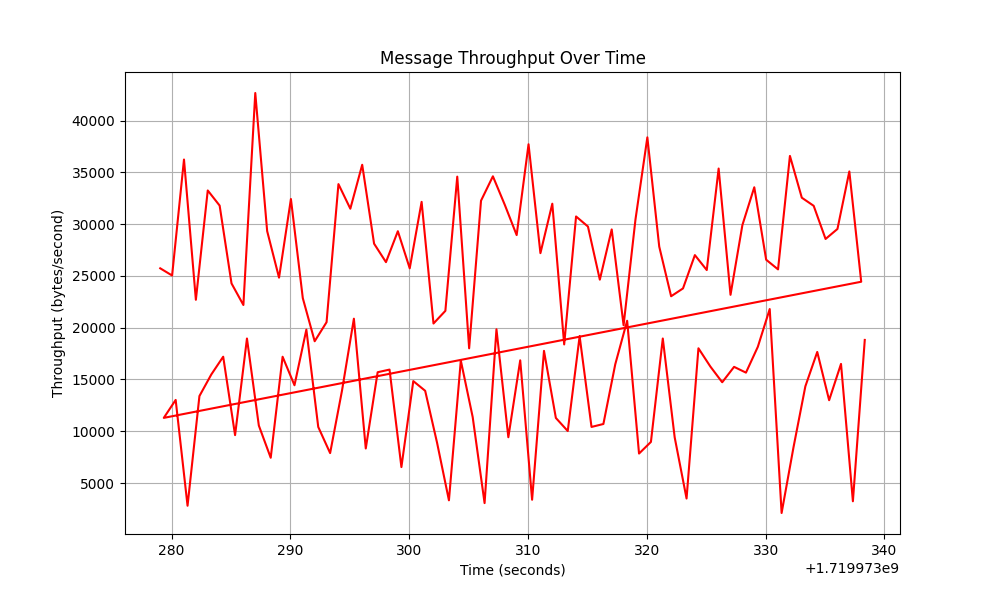 Message Throughput Over Time
Throughput (bytes/second)
40000
35000
30000
25000
20000
15000
10000
5000
280 290 300 310 320 330 340
Time (seconds)
+1.719973e9